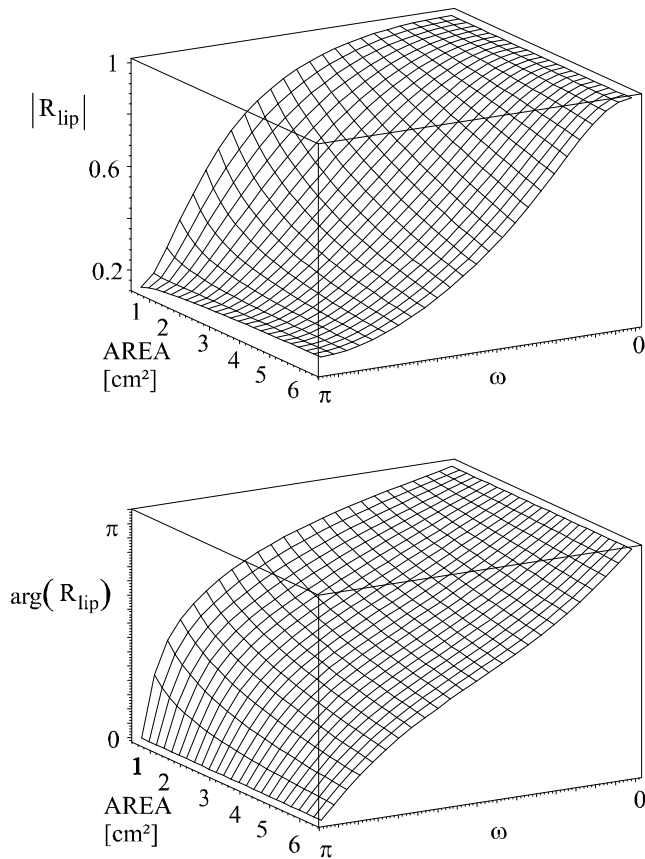 1
|R_lip|
0.6
0.2
1 2 3 4 5 6
AREA
[cm²]
π
ω
0
π
arg(R_lip)
0
1 2 3 4 5 6
AREA
[cm²]
π
ω
0